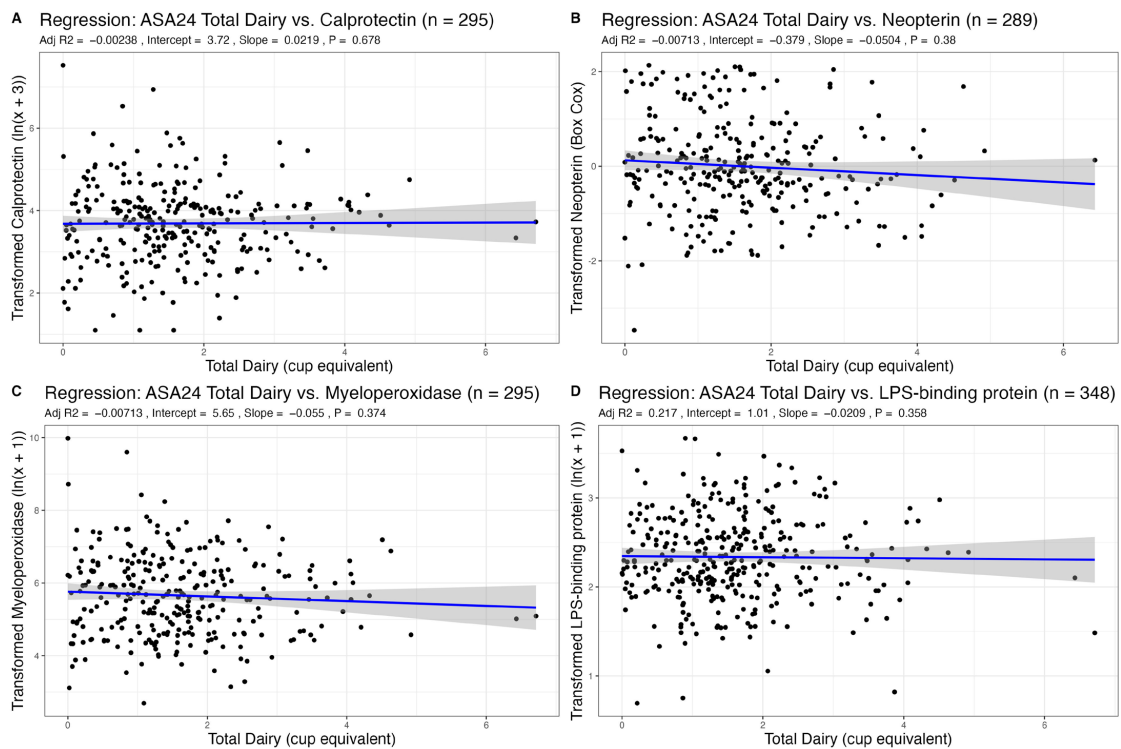 A Regression: ASA24 Total Dairy vs. Calprotectin (n = 295)
Adj R2 = −0.00238 , Intercept = 3.72 , Slope = 0.0219 , P = 0.678
Transformed Calprotectin (ln(x + 3))
6
4
2
0 2 4 6
Total Dairy (cup equivalent)
B Regression: ASA24 Total Dairy vs. Neopterin (n = 289)
Adj R2 = −0.00713 , Intercept = −0.379 , Slope = −0.0504 , P = 0.38
Transformed Neopterin (Box Cox)
2
0
-2
0 2 4 6
Total Dairy (cup equivalent)
C Regression: ASA24 Total Dairy vs. Myeloperoxidase (n = 295)
Adj R2 = −0.00713 , Intercept = 5.65 , Slope = −0.055 , P = 0.374
Transformed Myeloperoxidase (ln(x + 1))
10
8
6
4
0 2 4 6
Total Dairy (cup equivalent)
D Regression: ASA24 Total Dairy vs. LPS-binding protein (n = 348)
Adj R2 = 0.217 , Intercept = 1.01 , Slope = −0.0209 , P = 0.358
Transformed LPS-binding protein (ln(x + 1))
3
2
1
0 2 4 6
Total Dairy (cup equivalent)